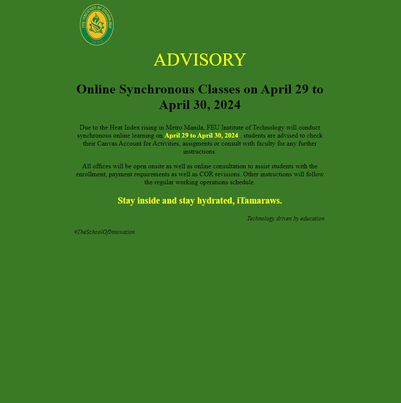 ADVISORY
Online Synchronous Classes on April 29 to
April 30, 2024
Due to the Heat Index rising in Metro Manila, FEU Institute of Technology will conduct
synchronous online learning on April 29 to April 30, 2024 , students are advised to check
their Canvas Account for Activities, assigments or consult with faculty for any further
instructions.
All offices will be open onsite as well as online consultation to assist students with the
enrollment, payment requirements as well as COR revisions. Other instructions will follow
the regular working operations schedule.
Stay inside and stay hydrated, iTamaraws.
Technology driven by education
#TheSchoolOfInnovation